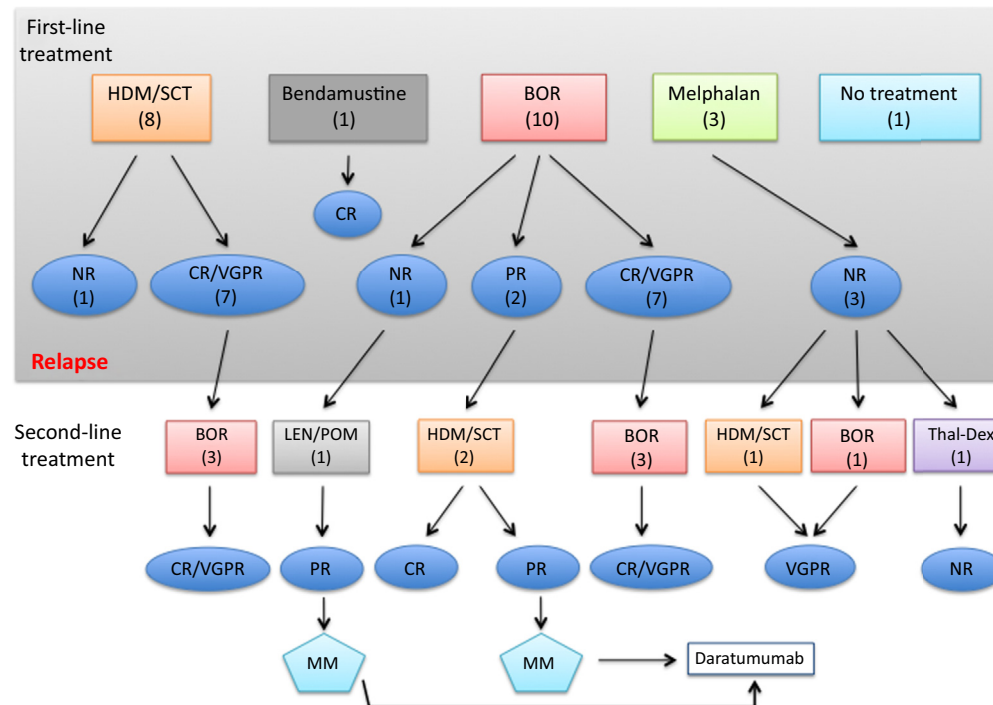 First-line
treatment
HDM/SCT
(8)
Bendamustine
(1)
BOR
(10)
Melphalan
(3)
No treatment
(1)
CR
NR
(1)
CR/VGPR
(7)
NR
(1)
PR
(2)
CR/VGPR
(7)
NR
(3)
Relapse
Second-line
treatment
BOR
(3)
LEN/POM
(1)
HDM/SCT
(2)
BOR
(3)
HDM/SCT
(1)
BOR
(1)
Thal-Dex
(1)
CR/VGPR
PR
CR
PR
CR/VGPR
VGPR
NR
MM
MM
Daratumumab